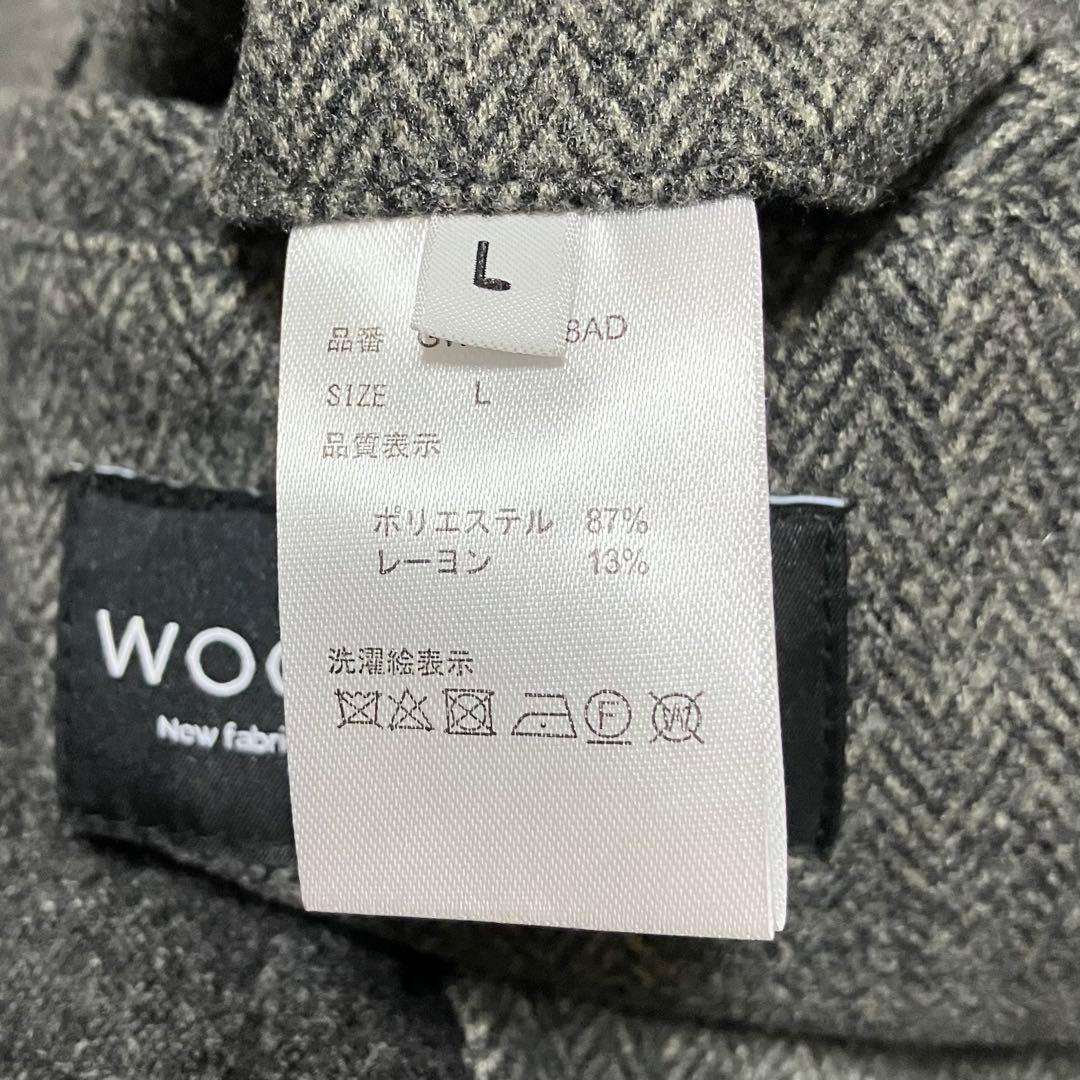 L
品番 8AD
SIZE L
品質表示
ポリエステル 87%
レーヨン 13%
洗濯絵表示
F W
WOO
New fabri